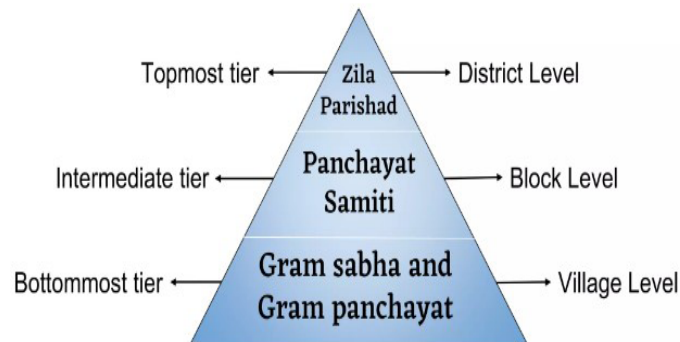 Topmost tier
Zila
Parishad
District Level
Intermediate tier
Panchayat
Samiti
Block Level
Bottommost tier
Gram sabha and
Gram panchayat
Village Level